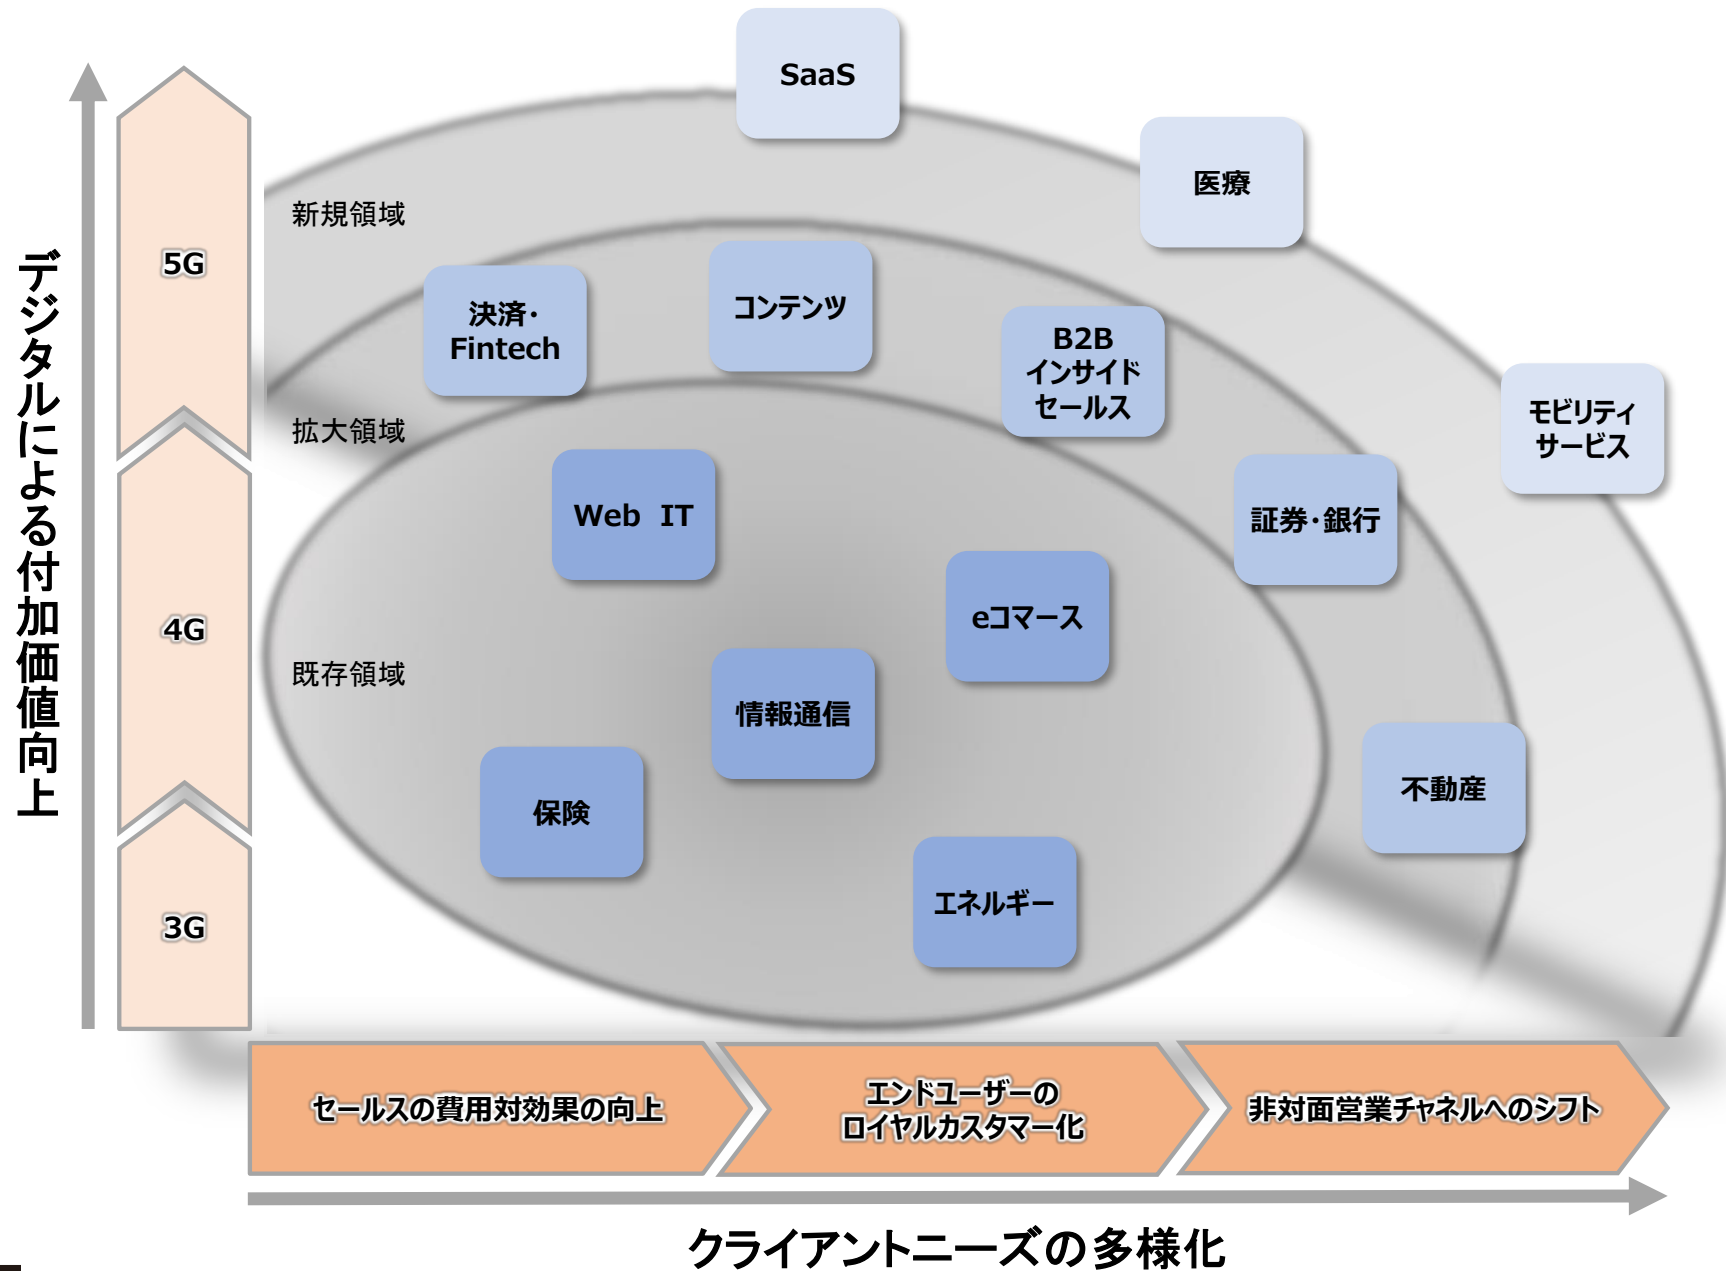 デジタルによる付加価値向上
5G
4G
3G
新規領域
拡大領域
既存領域
SaaS
医療
モビリティ
サービス
決済・
Fintech
コンテンツ
B2B
インサイド
セールス
証券・銀行
不動産
Web IT
eコマース
情報通信
保険
エネルギー
セールスの費用対効果の向上
エンドユーザーの
ロイヤルカスタマー化
非対面営業チャネルへのシフト
クライアントニーズの多様化